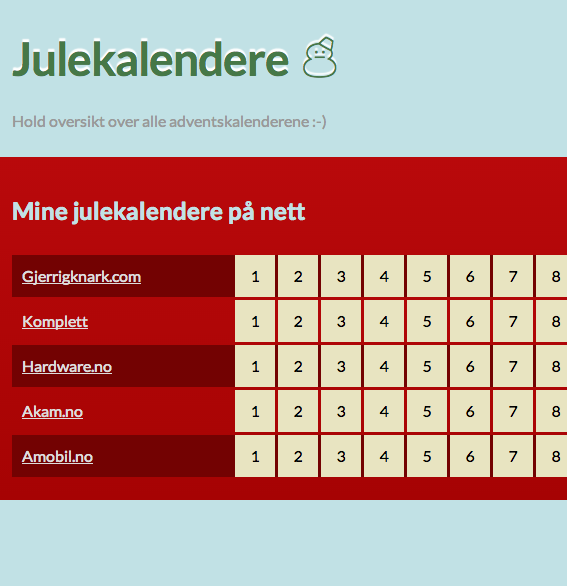 Julekalendere
Hold oversikt over alle adventskalenderene :-)
Mine julekalendere på nett
Gjerrigknark.com 1 2 3 4 5 6 7 8
Komplett 1 2 3 4 5 6 7 8
Hardware.no 1 2 3 4 5 6 7 8
Akam.no 1 2 3 4 5 6 7 8
Amobil.no 1 2 3 4 5 6 7 8